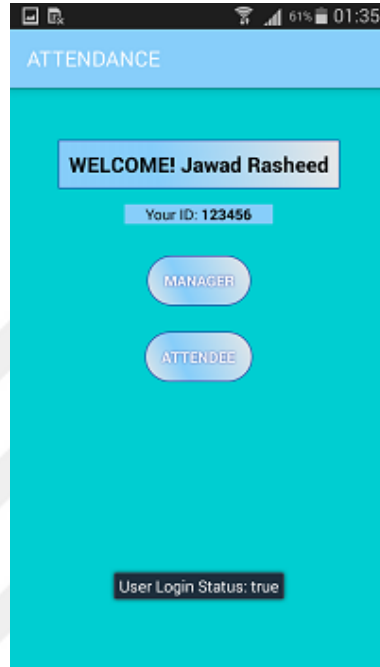 61% 01:35
ATTENDANCE
WELCOME! Jawad Rasheed
Your ID: 123456
MANAGER
ATTENDEE
User Login Status: true